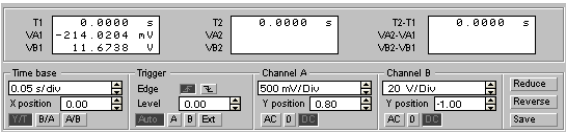 T1 0.0000 s T2 0.0000 s T2-T1 0.0000 s
VA1 -214.0204 mV VA2 VA2-VA1
VB1 11.6738 V VB2 VB2-VB1
Time base Trigger Channel A Channel B
0.05 s/div Edge 500 mV/Div 20 V/Div Reduce
X position 0.00 Level 0.00 Y position 0.80 Y position -1.00 Reverse
Y/T B/A A/B Auto A B Ext AC 0 DC AC 0 DC Save